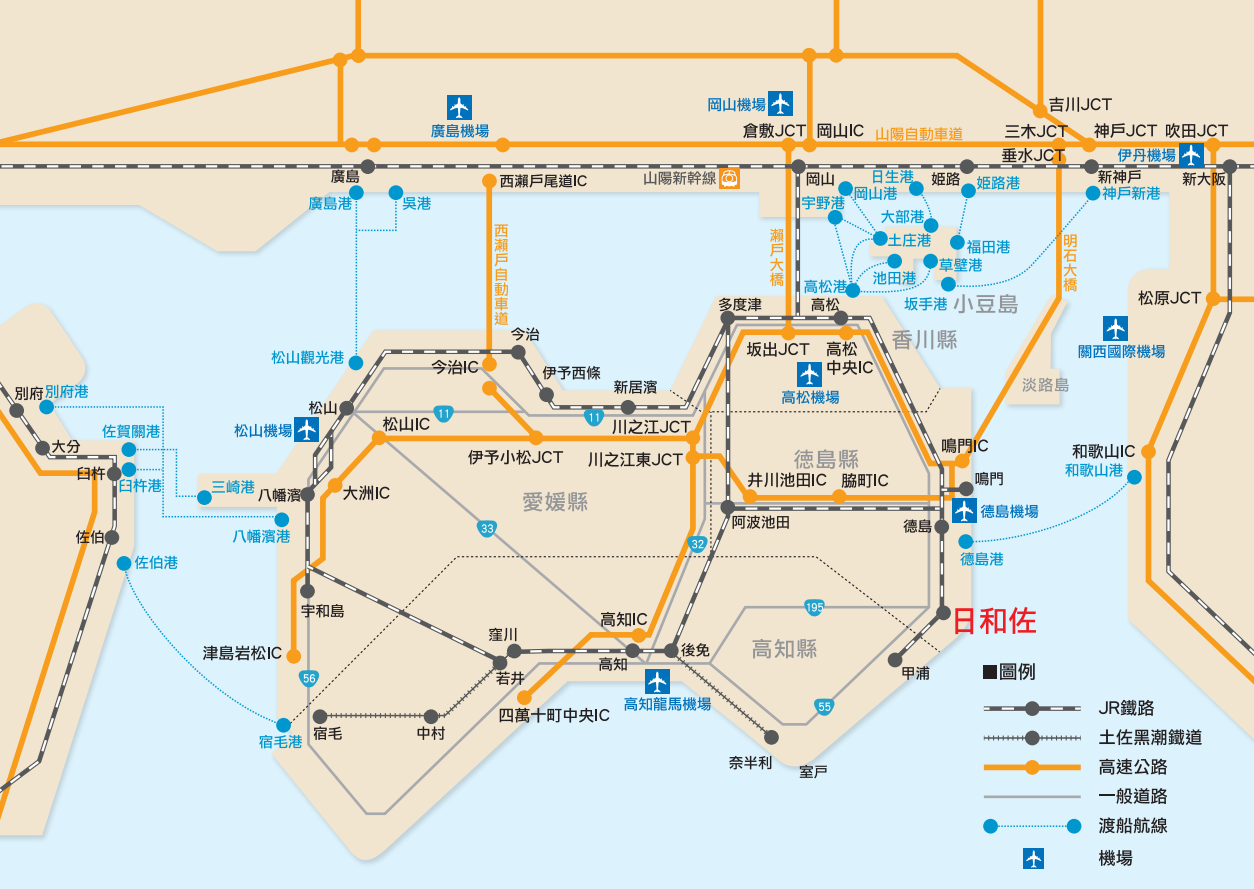 吉川JCT
岡山機場
廣島機場
倉敷JCT
岡山IC
山陽自動車道
三木JCT
神戶JCT
吹田JCT
垂水JCT
伊丹機場
廣島
西瀨戶尾道IC
山陽新幹線
岡山
日生港
姬路
姬路港
新神戶
新大阪
廣島港
吳港
宇野港
岡山港
神戶新港
大部港
西瀨戶自動車道
瀨戶大橋
土庄港
福田港
明石大橋
池田港
草壁港
高松港
坂手港
小豆島
松原JCT
多度津
高松
香川縣
今治
松山觀光港
今治IC
伊予西條
坂出JCT
高松
中央IC
關西國際機場
新居濱
高松機場
淡路島
別府
別府港
松山
11
11
松山機場
松山IC
川之江JCT
佐賀關港
大分
伊予小松JCT
川之江東JCT
德島縣
鳴門IC
和歌山IC
和歌山港
臼杵
臼杵港
三崎港
八幡濱
大洲IC
井川池田IC
脇町IC
鳴門
愛媛縣
八幡濱港
33
阿波池田
德島
德島機場
佐伯
32
佐伯港
德島港
宇和島
195
高知IC
日和佐
窪川
津島岩松IC
高知
後免
高知縣
56
若井
甲浦
圖例
高知龍馬機場
四萬十町中央IC
55
JR鐵路
宿毛
中村
宿毛港
土佐黑潮鐵道
奈半利
室戸
高速公路
一般道路
渡船航線
機場